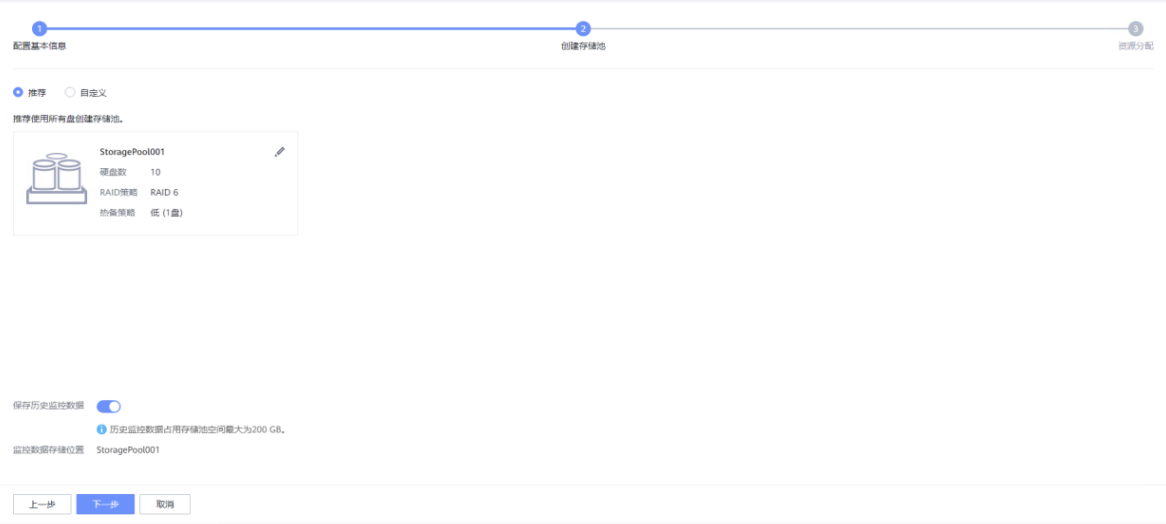 1 2 3
配置基本信息 创建存储池 资源分配
推荐 自定义
推荐使用所有盘创建存储池。
StoragePool001
硬盘数 10
RAID策略 RAID 6
热备策略 低 (1盘)
保存历史监控数据
历史监控数据占用存储池空间最大为200 GB。
监控数据存储位置 StoragePool001
上一步 下一步 取消